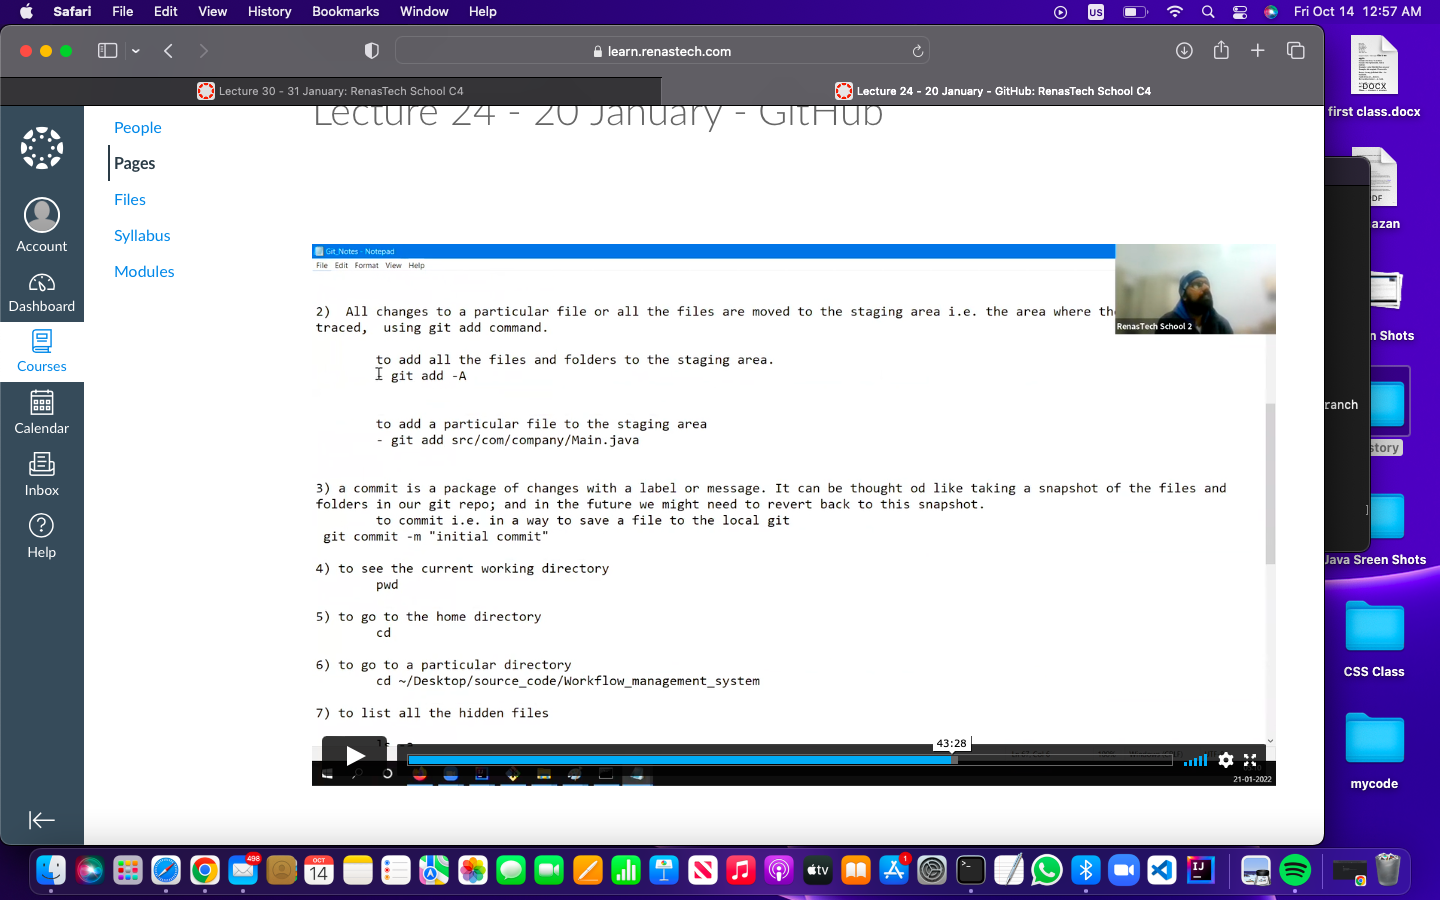 Safari File Edit View History Bookmarks Window Help
US
Fri Oct 14 12:57 AM
learn.renastech.com
Lecture 30 - 31 January: RenasTech School C4
Lecture 24 - 20 January - GitHub: RenasTech School C4
Account
Dashboard
Courses
Calendar
Inbox
Help
People
Pages
Files
Syllabus
Modules
Lecture 24 - 20 January - GitHub
Git_Notes - Notepad
File Edit Format View Help
RenasTech School 2
2) All changes to a particular file or all the files are moved to the staging area i.e. the area where
traced, using git add command.
to add all the files and folders to the staging area.
git add -A
to add a particular file to the staging area
- git add src/com/company/Main.java
3) a commit is a package of changes with a label or message. It can be thought od like taking a snapshot of the files and
folders in our git repo; and in the future we might need to revert back to this snapshot.
to commit i.e. in a way to save a file to the local git
git commit -m "initial commit"
4) to see the current working directory
pwd
5) to go to the home directory
cd
6) to go to a particular directory
cd ~/Desktop/source_code/Workflow_management_system
7) to list all the hidden files
43:28
21-01-2022
DOCX
first class.docx
DF
azan
n Shots
ranch
story
]
Java Sreen Shots
CSS Class
mycode
498
OCT
14
tv
1
IJ